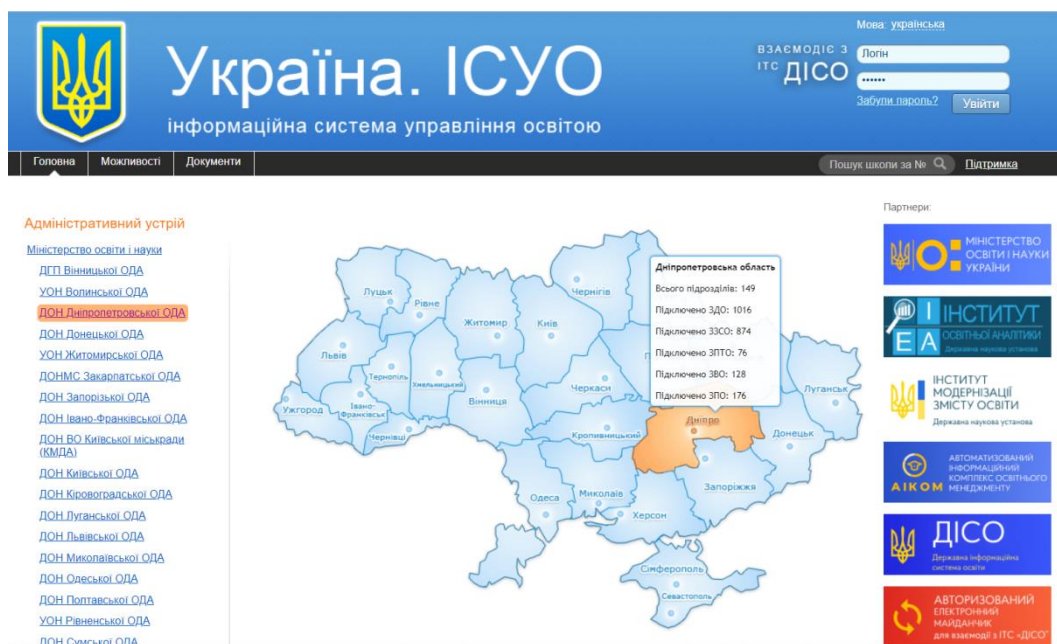 Мова: українська
ВЗАЄМОДІЄ З
ІТС ДІСО
Логін
Забули пароль?
Увійти
Україна. ІСУО
інформаційна система управління освітою
Головна
Можливості
Документи
Пошук школи за №
Підтримка
Адміністративний устрій
Міністерство освіти і науки
ДГП Вінницької ОДА
УОН Волинської ОДА
ДОН Дніпропетровської ОДА
ДОН Донецької ОДА
УОН Житомирської ОДА
ДОНМС Закарпатської ОДА
ДОН Запорізької ОДА
ДОН Івано-Франківської ОДА
ДОН ВО Київської міськради
(КМДА)
ДОН Київської ОДА
ДОН Кіровоградської ОДА
ДОН Луганської ОДА
ДОН Львівської ОДА
ДОН Миколаївської ОДА
ДОН Одеської ОДА
ДОН Полтавської ОДА
УОН Рівненської ОДА
ДОН Сумської ОДА
Луцьк
Рівне
Житомир
Київ
Чернігів
Львів
Тернопіль
Хмельницький
Вінниця
Черкаси
Ужгород
Івано-
Франківськ
Чернівці
Кропивницький
Дніпро
Луганськ
Донецьк
Запоріжжя
Одеса
Миколаїв
Херсон
Сімферополь
Севастополь
Дніпропетровська область
Всього підрозділів: 149
Підключено ЗДО: 1016
Підключено ЗЗСО: 874
Підключено ЗПТО: 76
Підключено ЗВО: 128
Підключено ЗПО: 176
Партнери:
МІНІСТЕРСТВО
ОСВІТИ І НАУКИ
УКРАЇНИ
ІЕА
ІНСТИТУТ
ОСВІТНЬОЇ АНАЛІТИКИ
Державна наукова установа
ІНСТИТУТ
МОДЕРНІЗАЦІЇ
ЗМІСТУ ОСВІТИ
Державна наукова установа
АІКОМ
АВТОМАТИЗОВАНИЙ
ІНФОРМАЦІЙНИЙ
КОМПЛЕКС ОСВІТНЬОГО
МЕНЕДЖМЕНТУ
ДІСО
Державна інформаційна
система освіти
АВТОРИЗОВАНИЙ
ЕЛЕКТРОННИЙ
МАЙДАНЧИК
для взаємодії з ІТС «ДІСО"